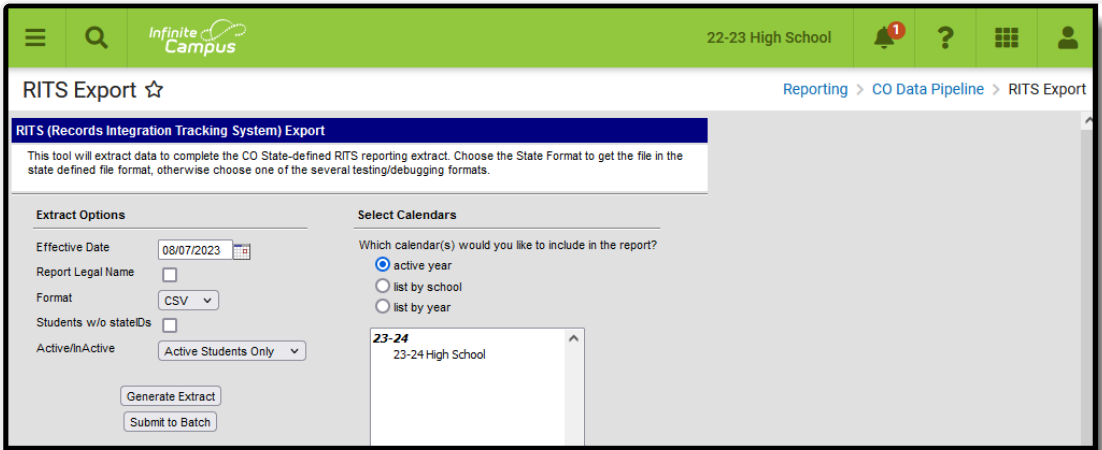 Infinite Campus
22-23 High School
1
?
RITS Export
Reporting > CO Data Pipeline > RITS Export
RITS (Records Integration Tracking System) Export
This tool will extract data to complete the CO State-defined RITS reporting extract. Choose the State Format to get the file in the
state defined file format, otherwise choose one of the several testing/debugging formats.
Extract Options
Effective Date
08/07/2023
Report Legal Name
Format
CSV
Students w/o stateIDs
Active/InActive
Active Students Only
Generate Extract
Submit to Batch
Select Calendars
Which calendar(s) would you like to include in the report?
active year
list by school
list by year
23-24
23-24 High School